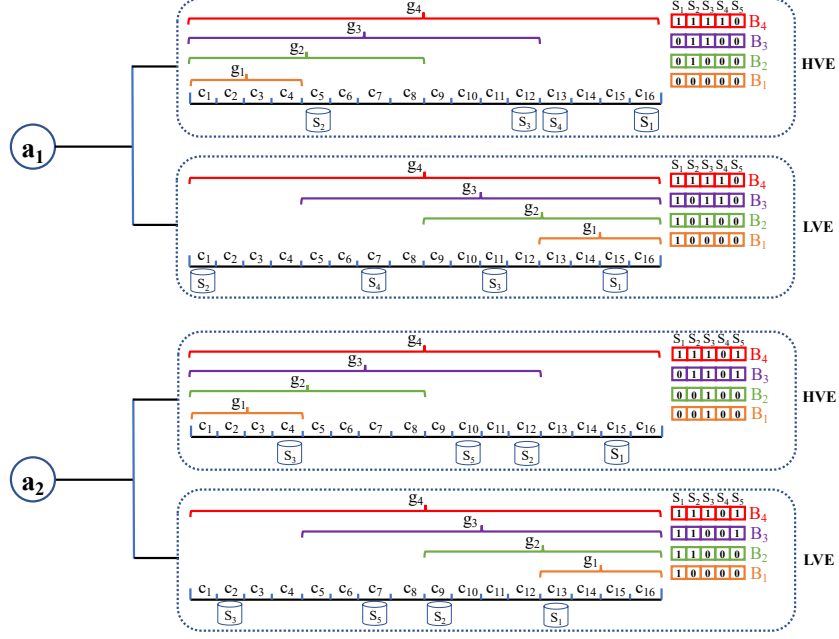 g4 S1 S2 S3 S4 S5
1 1 1 1 0 B4
g3 0 1 1 1 0 B3
g2 0 1 0 0 0 B2
g1 0 0 0 0 0 B1
HVE
c1 c2 c3 c4 c5 c6 c7 c8 c9 c10 c11 c12 c13 c14 c15 c16
S2 S3 S4 S1
a1
g4 S1 S2 S3 S4 S5
1 1 1 1 0 B4
g3 1 0 1 1 0 B3
g2 1 0 1 0 0 B2
g1 1 0 0 0 0 B1
LVE
c1 c2 c3 c4 c5 c6 c7 c8 c9 c10 c11 c12 c13 c14 c15 c16
S2 S4 S3 S1
g4 S1 S2 S3 S4 S5
1 1 1 0 1 B4
g3 0 1 1 0 1 B3
g2 0 0 1 0 0 B2
g1 0 0 1 0 0 B1
HVE
c1 c2 c3 c4 c5 c6 c7 c8 c9 c10 c11 c12 c13 c14 c15 c16
S3 S5 S2 S1
a2
g4 S1 S2 S3 S4 S5
1 1 1 0 1 B4
g3 1 1 0 0 1 B3
g2 1 1 0 0 0 B2
g1 1 0 0 0 0 B1
LVE
c1 c2 c3 c4 c5 c6 c7 c8 c9 c10 c11 c12 c13 c14 c15 c16
S3 S5 S2 S1